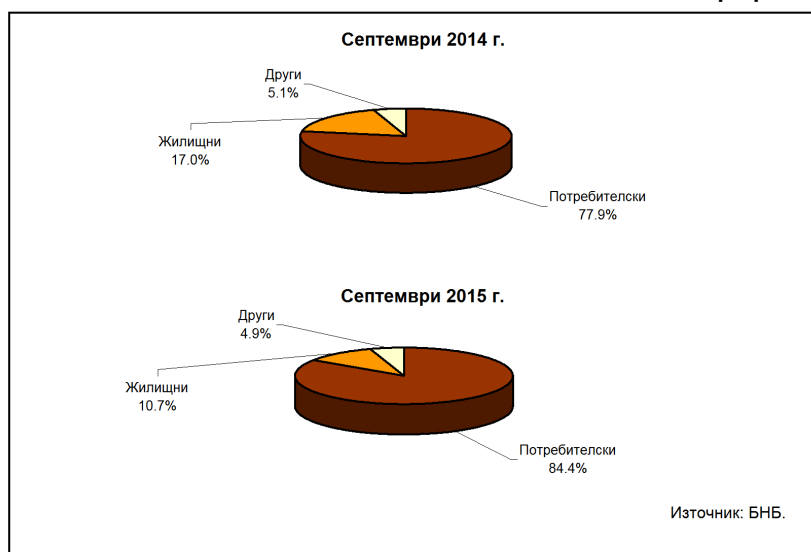 Септември 2014 г.
Други
5.1%
Жилищни
17.0%
Потребителски
77.9%
Септември 2015 г.
Други
4.9%
Жилищни
10.7%
Потребителски
84.4%
Източник: БНБ.